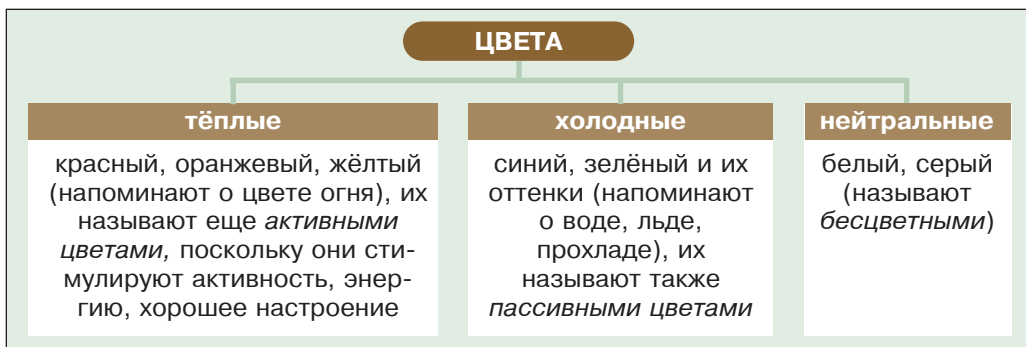 ЦВЕТА
тёплые
красный, оранжевый, жёлтый
(напоминают о цвете огня), их
называют еще активными
цветами, поскольку они сти-
мулируют активность, энер-
гию, хорошее настроение
холодные
синий, зелёный и их
оттенки (напоминают
о воде, льде,
прохладе), их
называют также
пассивными цветами
нейтральные
белый, серый
(называют
бесцветными)